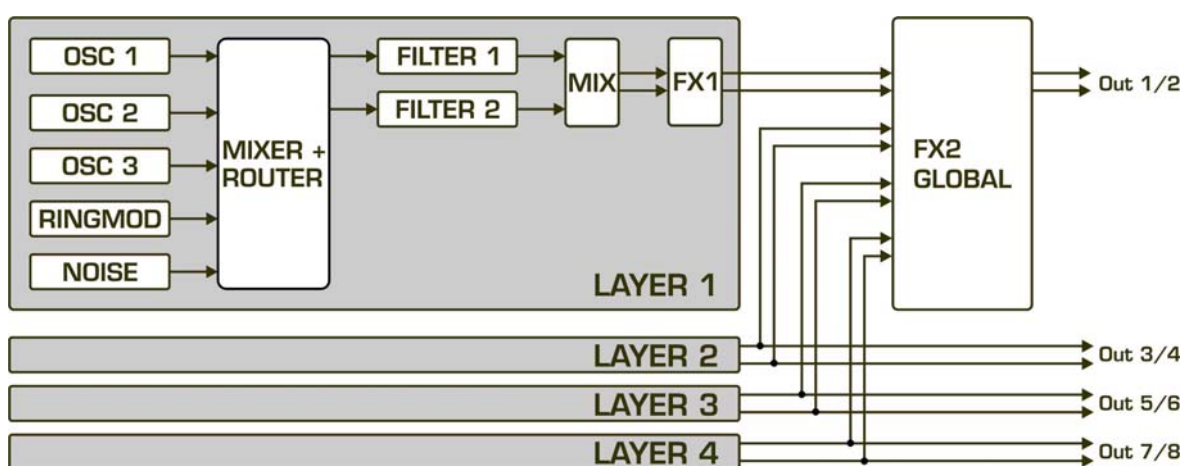 OSC 1
OSC 2
OSC 3
RINGMOD
NOISE
MIXER +
ROUTER
FILTER 1
FILTER 2
MIX
FX1
LAYER 1
FX2
GLOBAL
Out 1/2
LAYER 2
Out 3/4
LAYER 3
Out 5/6
LAYER 4
Out 7/8